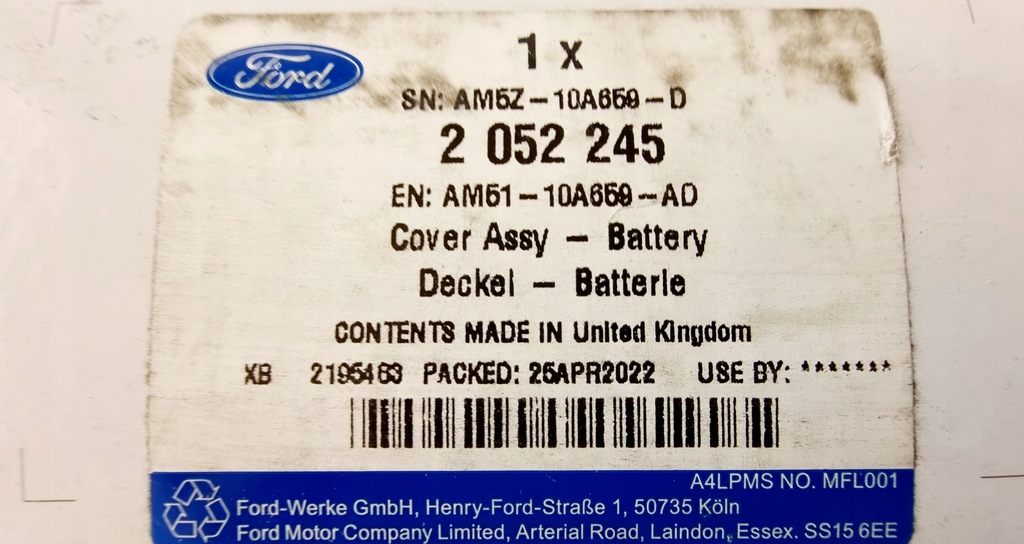 Ford
1 x
SN: AM5Z-10A659-D
2 052 245
EN: AM51-10A659-AD
Cover Assy - Battery
Deckel - Batterie
CONTENTS MADE IN United Kingdom
XB 2195463 PACKED: 25APR2022 USE BY: *******
A4LPMS NO. MFL001
Ford-Werke GmbH, Henry-Ford-Straße 1, 50735 Köln
Ford Motor Company Limited, Arterial Road, Laindon, Essex. SS15 6EE